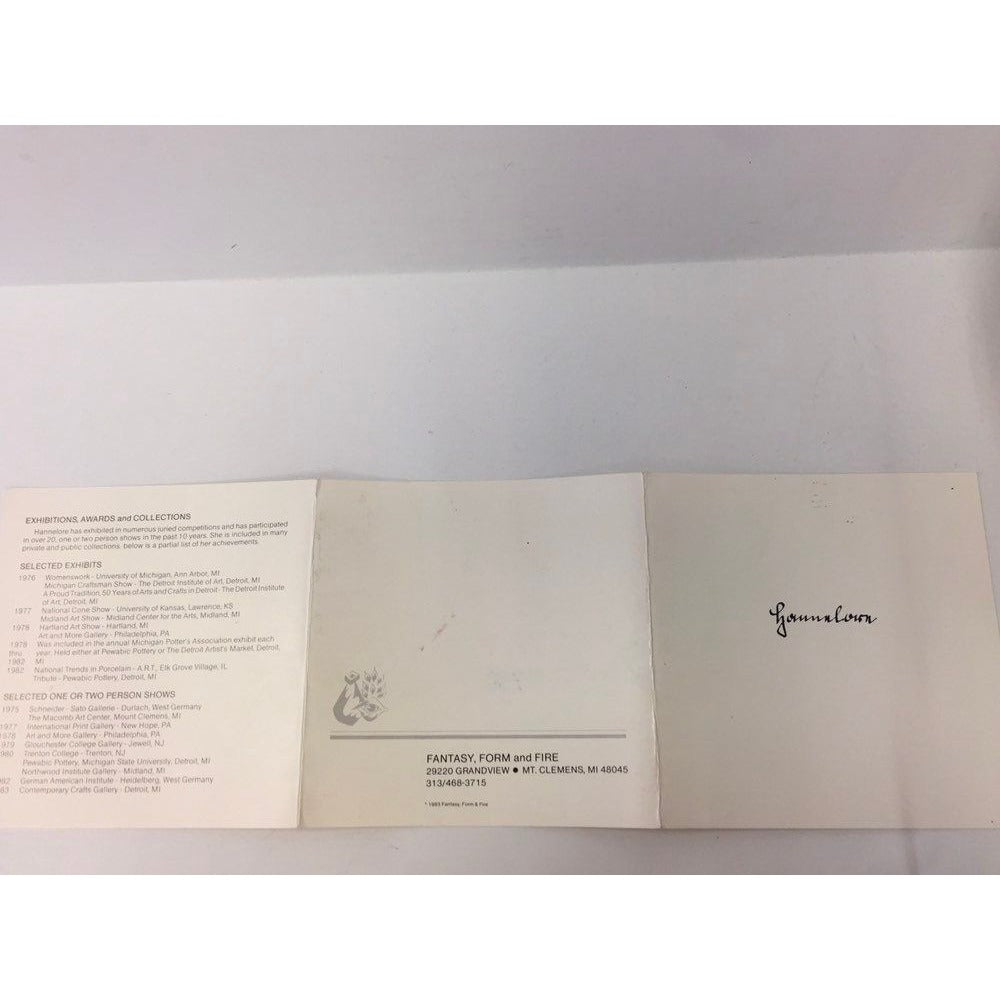 EXHIBITIONS, AWARDS and COLLECTIONS
Hannelore has exhibited in numerous juried competitions and has participated
in over 20, one or two person shows in the past 10 years. She is included in many
private and public collections, below is a partial list of her achievements.
SELECTED EXHIBITS
1976 Womenswork - University of Michigan, Ann Arbor, MI
Michigan Craftsman Show - The Detroit Institute of Art, Detroit, MI
A Proud Tradition, 50 Years of Arts and Crafts in Detroit - The Detroit Institute
of Art, Detroit, MI
1977 National Cone Show - University of Kansas, Lawrence, KS
Midland Art Show - Midland Center for the Arts, Midland, MI
1978 Hartland Art Show - Hartland, MI
Art and More Gallery - Philadelphia, PA
1978 Was included in the annual Michigan Potter's Association exhibit each
thru year. Held either at Pewabic Pottery or The Detroit Artist's Market, Detroit,
1982 MI
1982 National Trends in Porcelain - A.R.T., Elk Grove Village, IL
Tribute - Pewabic Pottery, Detroit, MI
SELECTED ONE OR TWO PERSON SHOWS
1975 Schneider - Sato Gallerie - Durlach, West Germany
The Macomb Art Center, Mount Clemens, MI
1977 International Print Gallery - New Hope, PA
1978 Art and More Gallery - Philadelphia, PA
979 Glouchester College Gallery - Jewell, NJ
980 Trenton College - Trenton, NJ
Pewabic Pottery, Michigan State University, Detroit, MI
Northwood Institute Gallery - Midland, MI
982 German American Institute - Heidelberg, West Germany
83 Contemporary Crafts Gallery - Detroit, MI
FANTASY, FORM and FIRE
29220 GRANDVIEW ● MT. CLEMENS, MI 48045
313/468-3715
© 1983 Fantasy, Form & Fire
Hannelore